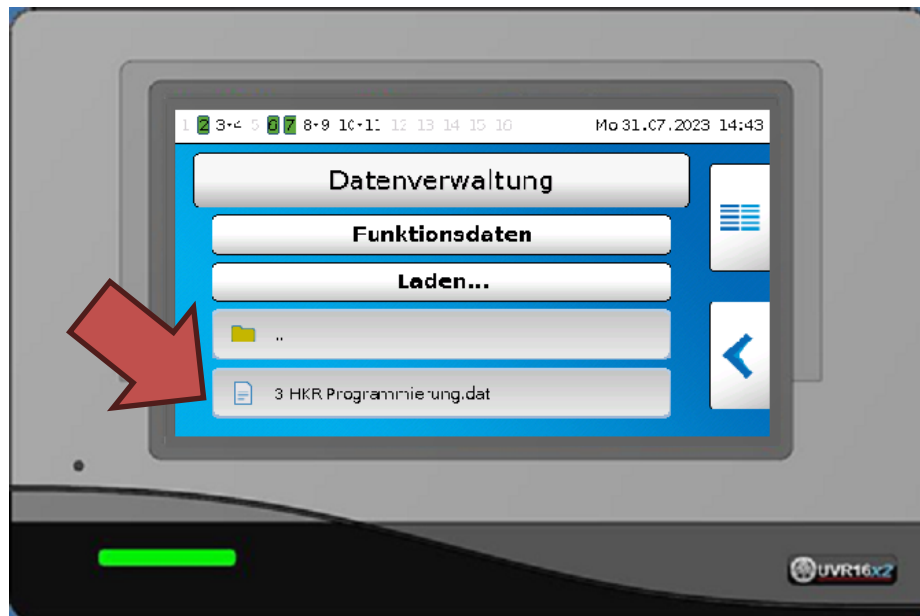 1 2 3-4 5 6 7 8-9 10-11 12 13 14 15 16 Mo 31.07.2023 14:43
Datenverwaltung
Funktionsdaten
Laden...
..
3 HKR Programmierung.dat
UVR16x2